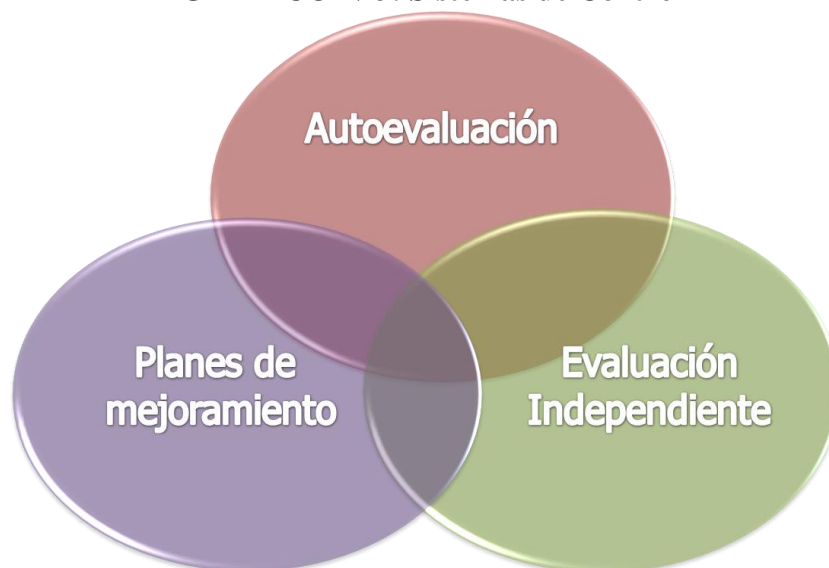 Autoevaluación
Planes de
mejoramiento
Evaluación
Independiente